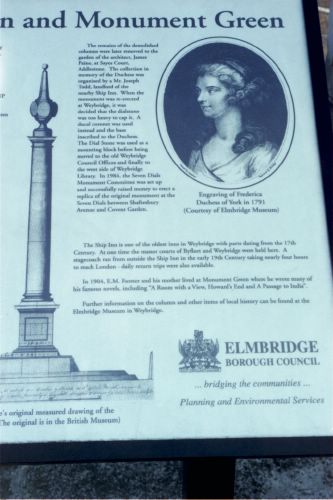 n and Monument Green
The remains of the demolished
columns were later removed to the
garden of the architect, James
Paine, at Sayes Court,
Addlestone. The collection in
memory of the Duchess was
organised by a Mr. Joseph
Todd, landlord of the
nearby Ship Inn. When the
monument was re-erected
at Weybridge, it was
decided that the dialstone
was too heavy to cap it. A
ducal coronet was used
instead and the base
inscribed to the Duchess.
The Dial Stone was used as a
mounting block before being
moved to the old Weybridge
Council Offices and finally to
the west side of Weybridge
Library. In 1984, the Seven Dials
Monument Committee was set up
and successfully raised money to erect a
replica of the original monument at the
Seven Dials between Shaftesbury
Avenue and Covent Garden.
Engraving of Frederica
Duchess of York in 1791
(Courtesy of Elmbridge Museum)
The Ship Inn is one of the oldest inns in Weybridge with parts dating from the 17th
Century. At one time the manor courts of Byfleet and Weybridge were held here. A
stagecoach ran from outside the Ship Inn in the early 19th Century taking nearly four hours
to reach London - daily return trips were also available.
In 1904, E.M. Forster and his mother lived at Monument Green where he wrote many of
his famous novels, including "A Room with a View, Howard's End and A Passage to India".
Further information on the column and other items of local history can be found at the
Elmbridge Museum in Weybridge.
ELMBRIDGE
BOROUGH COUNCIL
... bridging the communities ...
Planning and Environmental Services
's original measured drawing of the
The original is in the British Museum)